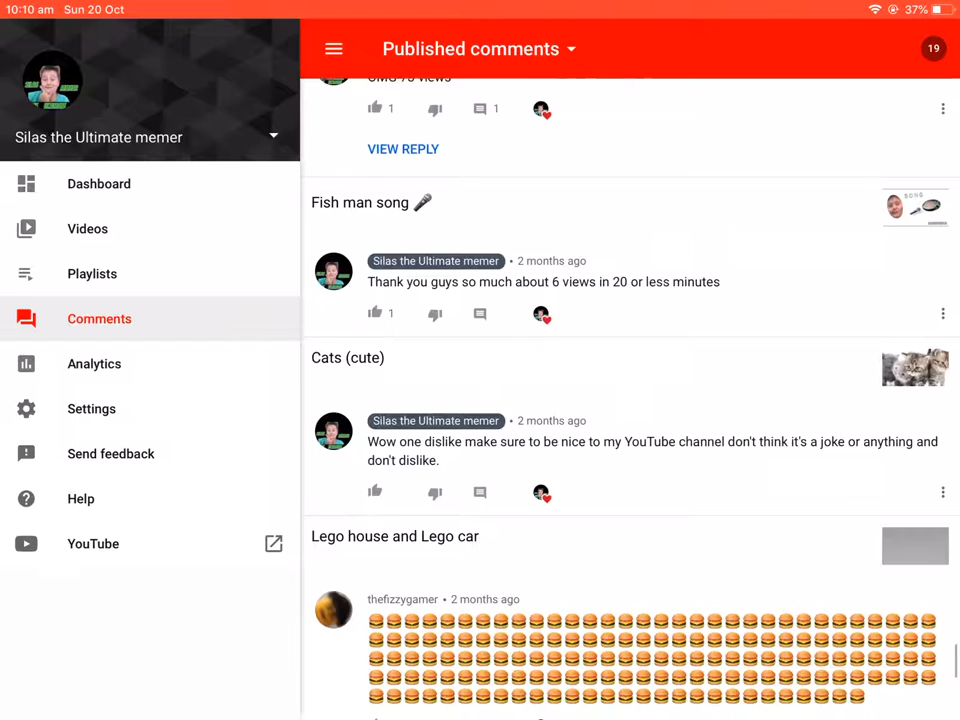 10:10 am Sun 20 Oct
37%
Silas the Ultimate memer
Dashboard
Videos
Playlists
Comments
Analytics
Settings
Send feedback
Help
YouTube
Published comments
19
OMG 75 views
1
1
VIEW REPLY
Fish man song 🎤
SONG
Silas the Ultimate memer • 2 months ago
Thank you guys so much about 6 views in 20 or less minutes
1
Cats (cute)
Silas the Ultimate memer • 2 months ago
Wow one dislike make sure to be nice to my YouTube channel don't think it's a joke or anything and
don't dislike.
Lego house and Lego car
thefizzygamer • 2 months ago